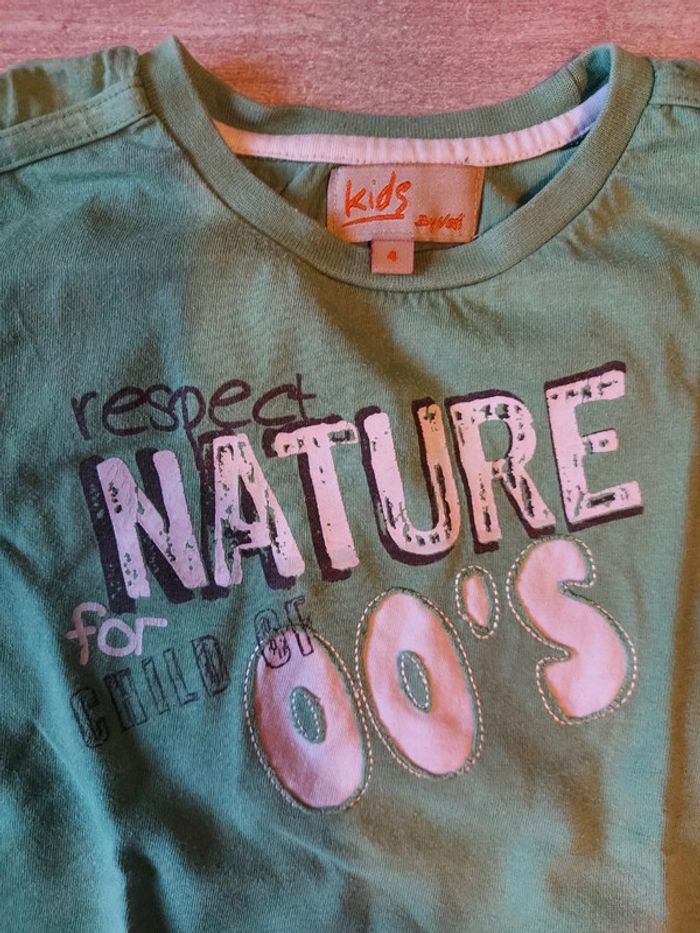 kids
4
respect
NATURE
for
CHILD OF
00'S